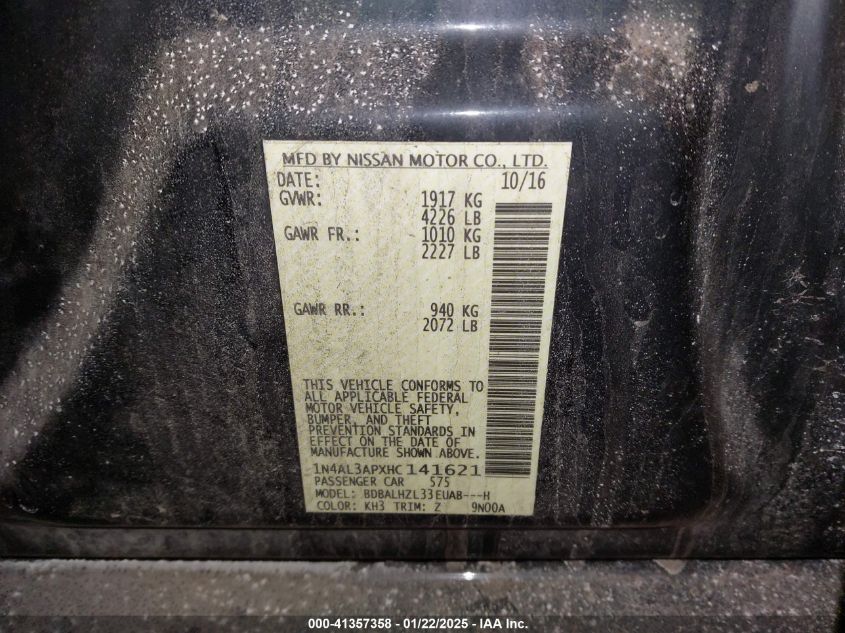 MFD BY NISSAN MOTOR CO., LTD.
DATE: 10/16
GVWR: 1917 KG
4226 LB
GAWR FR.: 1010 KG
2227 LB
GAWR RR.: 940 KG
2072 LB
THIS VEHICLE CONFORMS TO
ALL APPLICABLE FEDERAL
MOTOR VEHICLE SAFETY,
BUMPER, AND THEFT
PREVENTION STANDARDS IN
EFFECT ON THE DATE OF
MANUFACTURE SHOWN ABOVE.
1N4AL3APXHC 141621
PASSENGER CAR 575
MODEL: BDBALHZL33EUAB---H
COLOR: KH3 TRIM: Z 9N00A
000-41357358 - 01/22/2025 - IAA Inc.